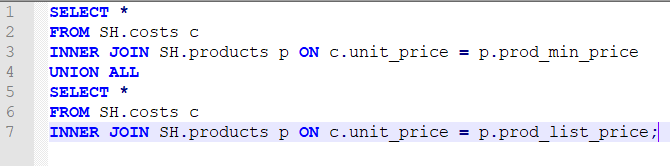 1 SELECT *
2 FROM SH.costs c
3 INNER JOIN SH.products p ON c.unit_price = p.prod_min_price
4 UNION ALL
5 SELECT *
6 FROM SH.costs c
7 INNER JOIN SH.products p ON c.unit_price = p.prod_list_price;